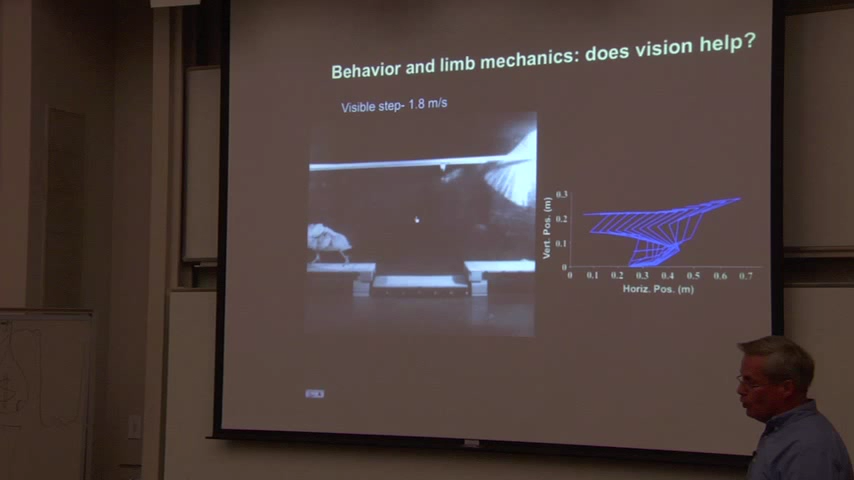 Behavior and limb mechanics: does vision help?
Visible step- 1.8 m/s
Vert. Pos. (m)
0.3
0.2
0.1
0
0 0.1 0.2 0.3 0.4 0.5 0.6 0.7
Horiz. Pos. (m)